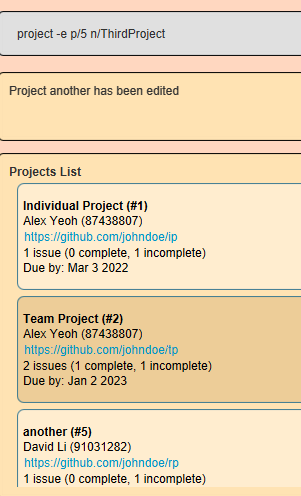 project -e p/5 n/ThirdProject
Project another has been edited
Projects List
Individual Project (#1)
Alex Yeoh (87438807)
https://github.com/johndoe/ip
1 issue (0 complete, 1 incomplete)
Due by: Mar 3 2022
Team Project (#2)
Alex Yeoh (87438807)
https://github.com/johndoe/tp
2 issues (1 complete, 1 incomplete)
Due by: Jan 2 2023
another (#5)
David Li (91031282)
https://github.com/johndoe/rp
1 issue (0 complete, 1 incomplete)